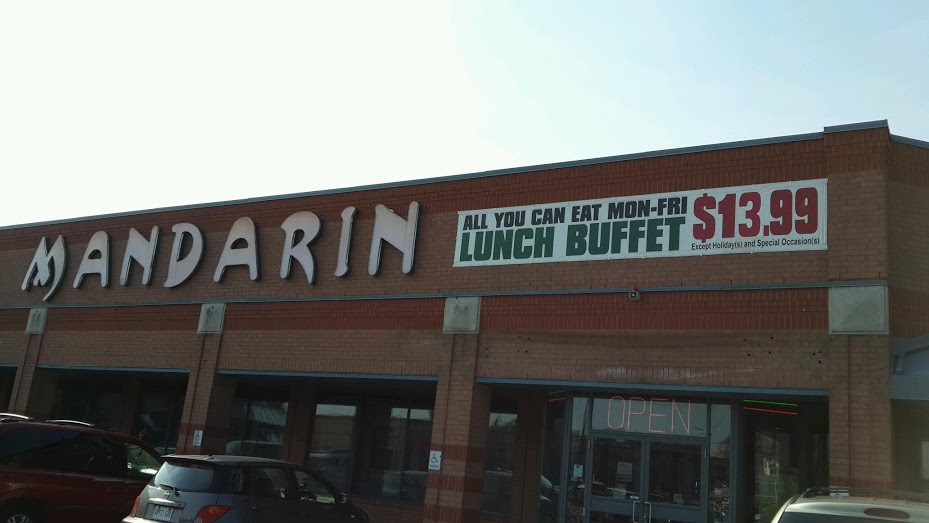 MANDARIN
ALL YOU CAN EAT MON-FRI
LUNCH BUFFET
$13.99
Except Holiday(s) and Special Occasion(s)
OPEN